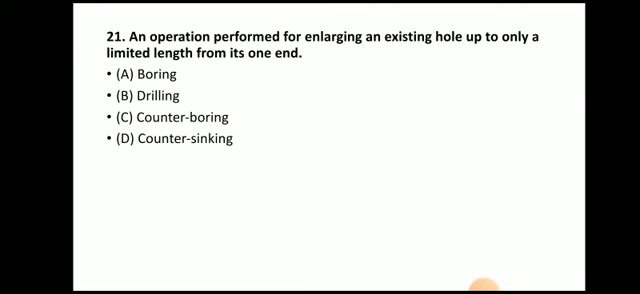 21. An operation performed for enlarging an existing hole up to only a
limited length from its one end.
• (A) Boring
• (B) Drilling
• (C) Counter-boring
• (D) Counter-sinking